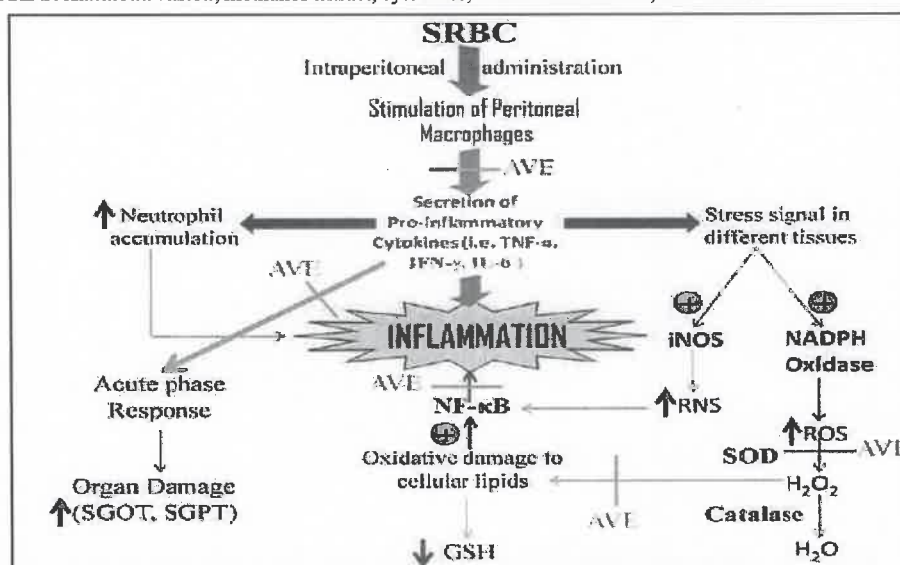 SRBC
Intraperitoneal administration
Stimulation of Peritoneal
Macrophages
AVE
Secretion of
Pro-inflammatory
Cytokines (i.e. TNF-α,
IFN-γ, IL-6 )
Neutrophil
accumulation
Stress signal in
different tissues
AVE
INFLAMMATION
iNOS
NADPH
Oxidase
Acute phase
Response
AVE
NF-κB
RNS
ROS
SOD
AVE
Oxidative damage to
cellular lipids
H2O2
Organ Damage
(SGOT, SGPT)
AVE
Catalase
GSH
H2O